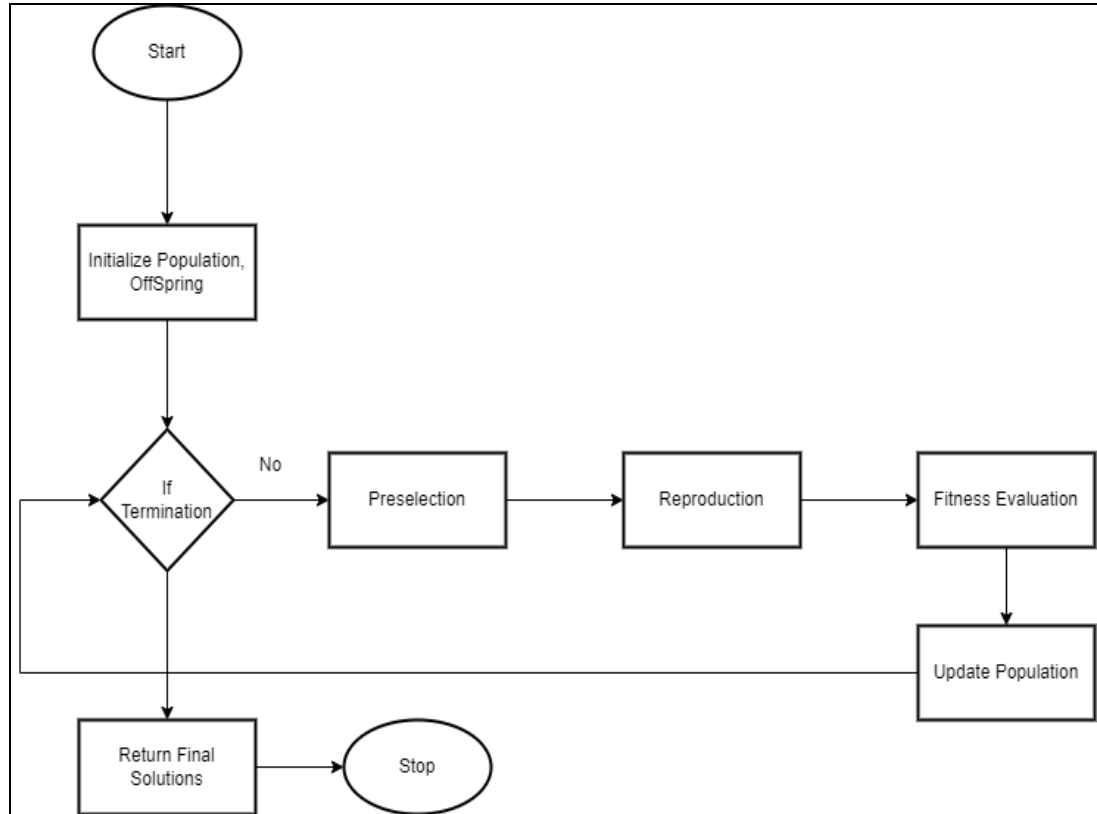 Start
Initialize Population,
OffSpring
If
Termination
No
Preselection
Reproduction
Fitness Evaluation
Update Population
Return Final
Solutions
Stop